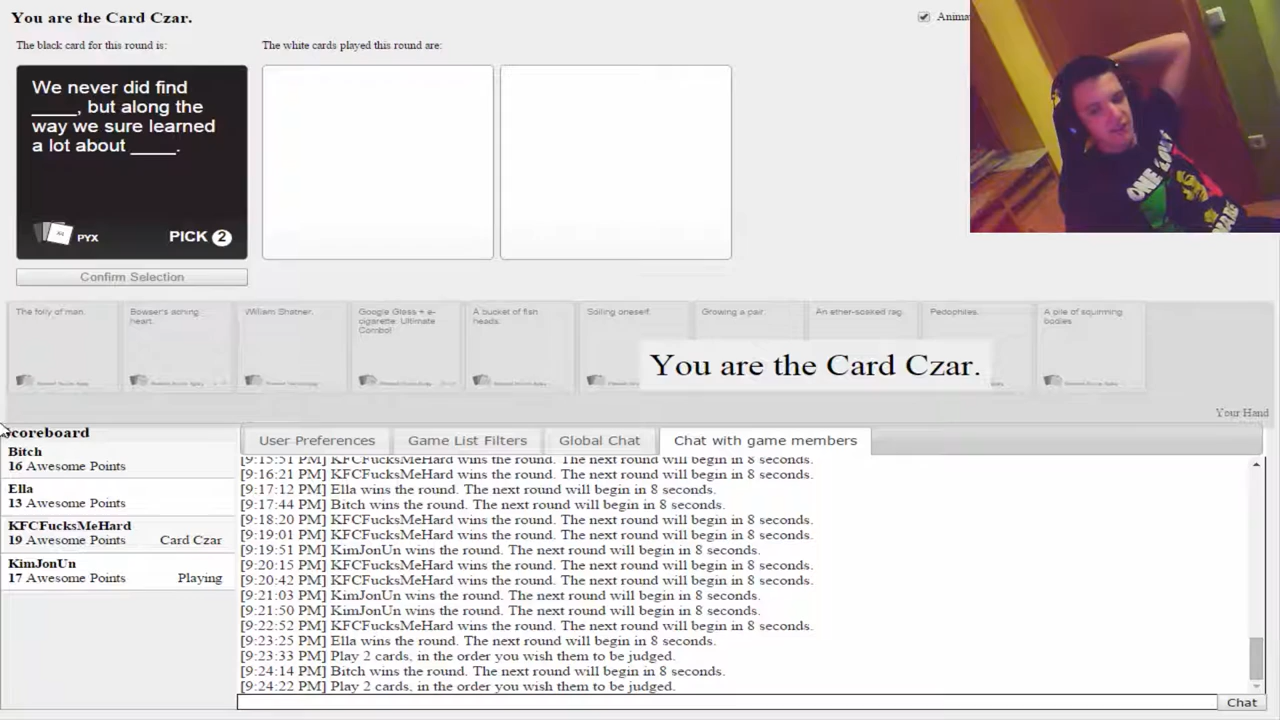 You are the Card Czar.
Anima
The black card for this round is:
The white cards played this round are:
We never did find
____, but along the
way we sure learned
a lot about ____.
PYX
PICK 2
Confirm Selection
The folly of man.
Bowser's aching
heart.
William Shatner.
Google Glass + e-
cigarette: Ultimate
Combo!
A bucket of fish
heads.
Soiling oneself.
Growing a pair.
An ether-soaked rag.
Pedophiles.
A pile of squirming
bodies.
You are the Card Czar.
Your Hand
coreboard
Bitch
16 Awesome Points
Ella
13 Awesome Points
KFCFucksMeHard
19 Awesome Points Card Czar
KimJonUn
17 Awesome Points Playing
User Preferences Game List Filters Global Chat Chat with game members
[9:15:51 PM] KFCFucksMeHard wins the round. The next round will begin in 8 seconds.
[9:16:21 PM] KFCFucksMeHard wins the round. The next round will begin in 8 seconds.
[9:17:12 PM] Ella wins the round. The next round will begin in 8 seconds.
[9:17:44 PM] Bitch wins the round. The next round will begin in 8 seconds.
[9:18:20 PM] KFCFucksMeHard wins the round. The next round will begin in 8 seconds.
[9:19:01 PM] KFCFucksMeHard wins the round. The next round will begin in 8 seconds.
[9:19:51 PM] KimJonUn wins the round. The next round will begin in 8 seconds.
[9:20:15 PM] KFCFucksMeHard wins the round. The next round will begin in 8 seconds.
[9:20:42 PM] KFCFucksMeHard wins the round. The next round will begin in 8 seconds.
[9:21:03 PM] KimJonUn wins the round. The next round will begin in 8 seconds.
[9:21:50 PM] KimJonUn wins the round. The next round will begin in 8 seconds.
[9:22:52 PM] KFCFucksMeHard wins the round. The next round will begin in 8 seconds.
[9:23:25 PM] Ella wins the round. The next round will begin in 8 seconds.
[9:23:33 PM] Play 2 cards, in the order you wish them to be judged.
[9:24:14 PM] Bitch wins the round. The next round will begin in 8 seconds.
[9:24:22 PM] Play 2 cards, in the order you wish them to be judged.
Chat
ONE LOVE